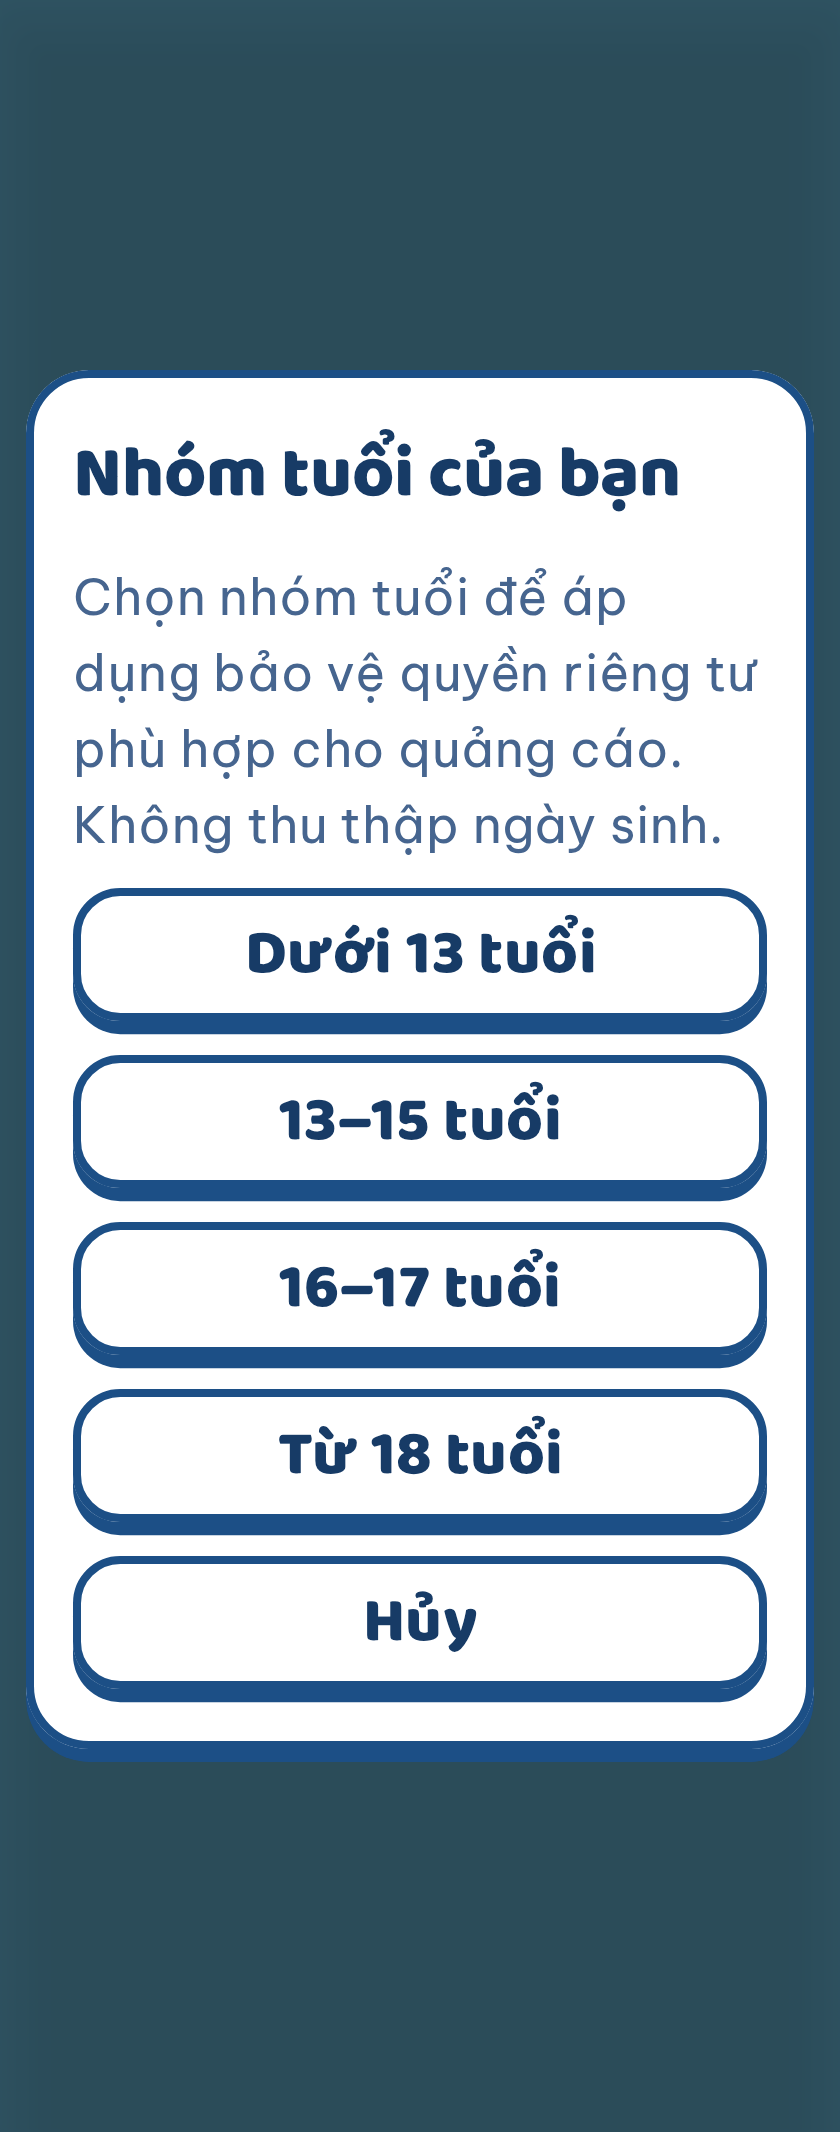 Nhóm tuổi của bạn
Chọn nhóm tuổi để áp
dụng bảo vệ quyền riêng tư
phù hợp cho quảng cáo.
Không thu thập ngày sinh.
Dưới 13 tuổi
13–15 tuổi
16–17 tuổi
Từ 18 tuổi
Hủy